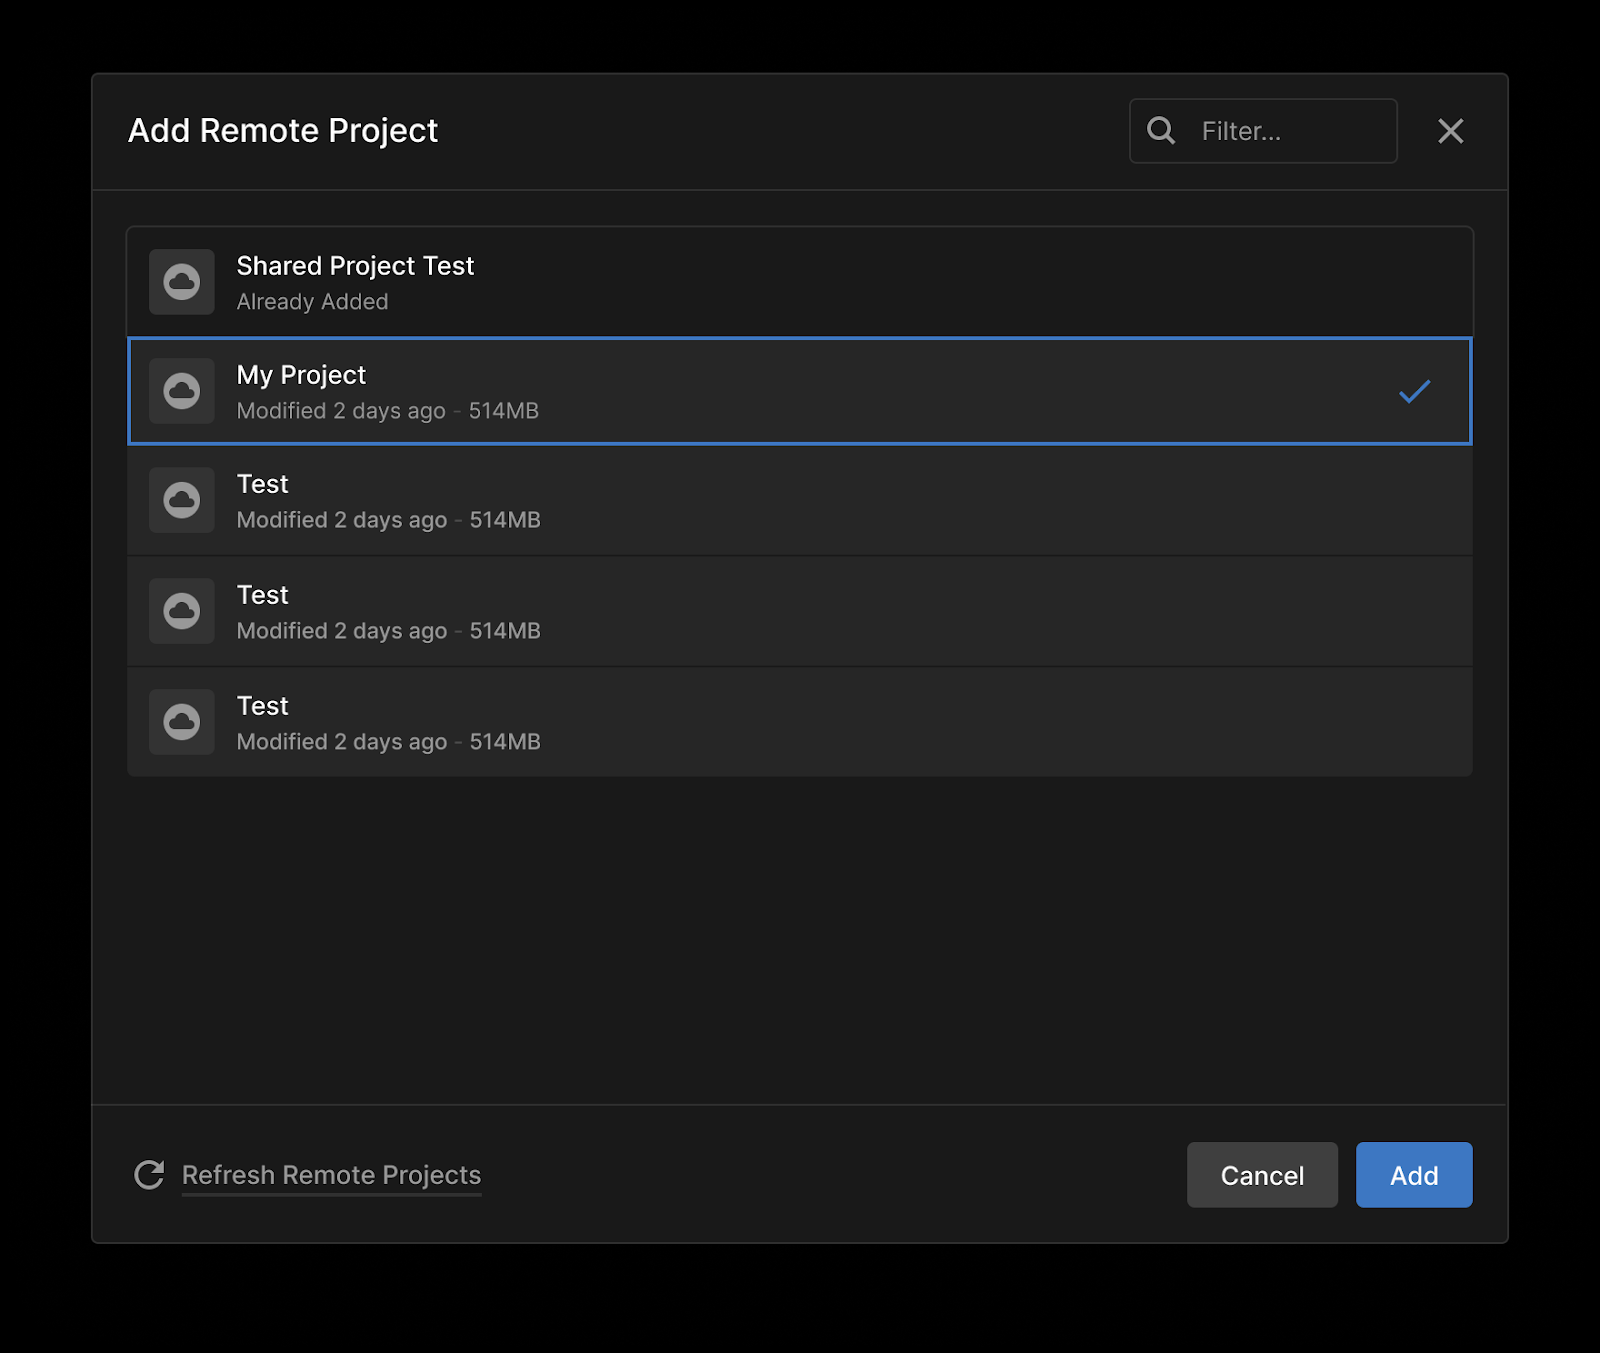 Add Remote Project
Filter...
Shared Project Test
Already Added
My Project
Modified 2 days ago - 514MB
Test
Modified 2 days ago - 514MB
Test
Modified 2 days ago - 514MB
Test
Modified 2 days ago - 514MB
Refresh Remote Projects
Cancel
Add